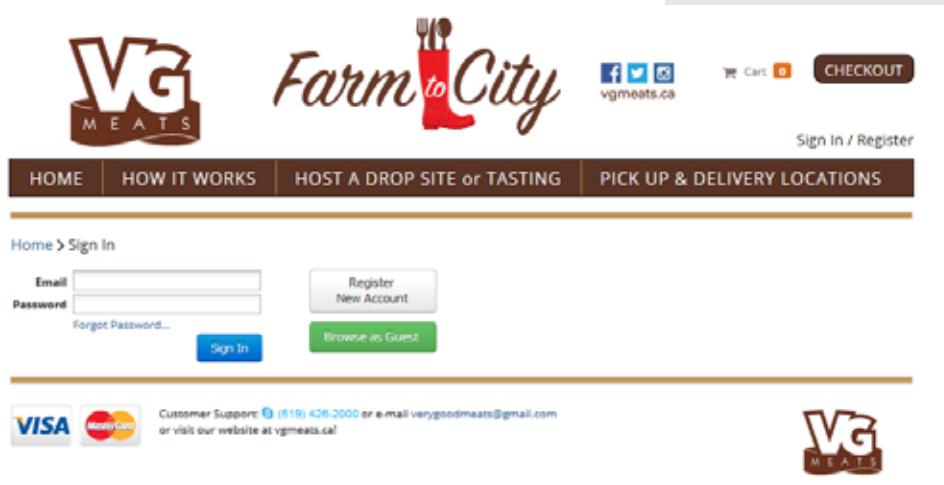 VG
MEATS
Farm to City
vgmeats.ca
Cart 0
CHECKOUT
Sign In / Register
HOME
HOW IT WORKS
HOST A DROP SITE or TASTING
PICK UP & DELIVERY LOCATIONS
Home > Sign In
Email
Password
Forgot Password...
Sign In
Register
New Account
Browse as Guest
VISA
MasterCard
Customer Support: (519) 426-2000 or e-mail verygoodmeats@gmail.com
or visit our website at vgmeats.ca!
VG
MEATS